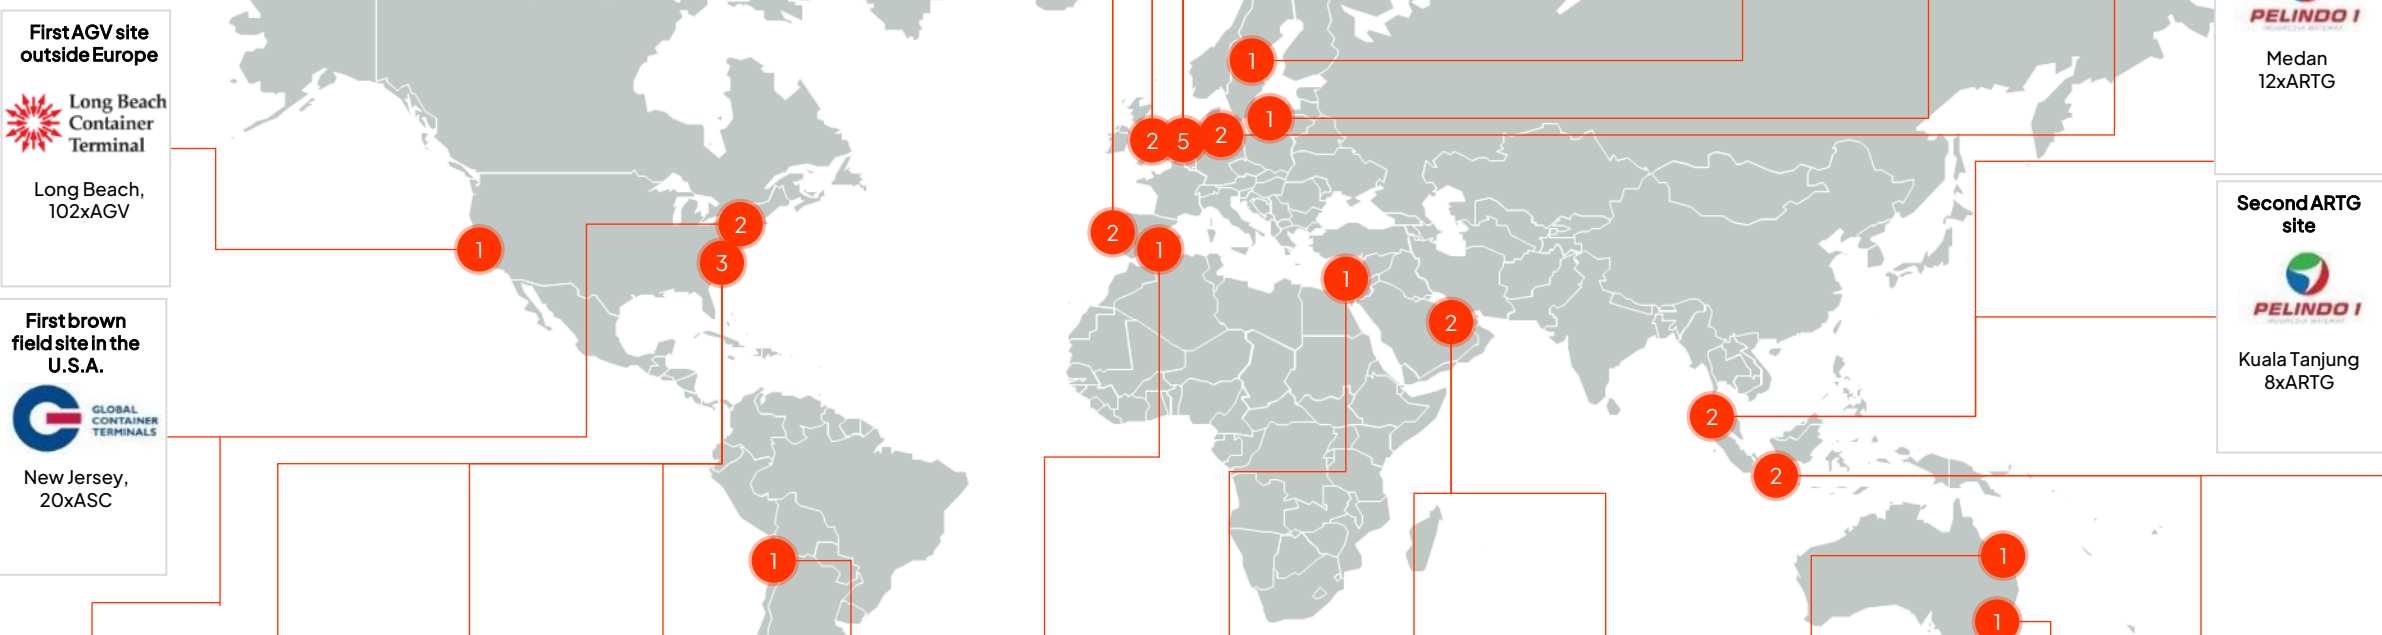 First AGV site
outside Europe
Long Beach
Container
Terminal
Long Beach,
102xAGV
First brown
field site in the
U.S.A.
GLOBAL
CONTAINER
TERMINALS
New Jersey,
20xASC
1
2
3
1
1
1
2
5
2
2
1
1
2
2
2
1
1
PELINDO 1
Medan
12xARTG
Second ARTG
site
PELINDO 1
Kuala Tanjung
8xARTG